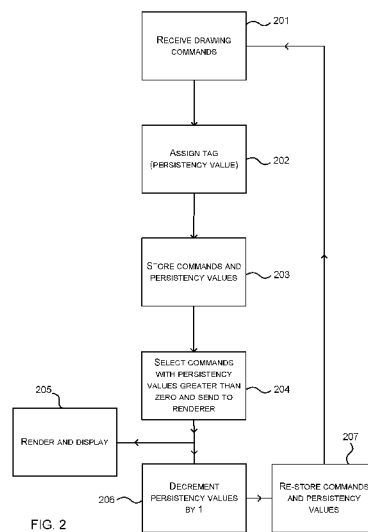 201
RECEIVE DRAWING
COMMANDS
ASSIGN TAG
(PERSISTENCY VALUE)
202
STORE COMMANDS AND
PERSISTENCY VALUES
203
SELECT COMMANDS
WITH PERSISTENCY
VALUES GREATER THAN
ZERO AND SEND TO
RENDERER
204
205
RENDER AND DISPLAY
206
DECREMENT
PERSISTENCY VALUES
BY 1
207
RE-STORE COMMANDS
AND PERSISTENCY
VALUES
FIG. 2